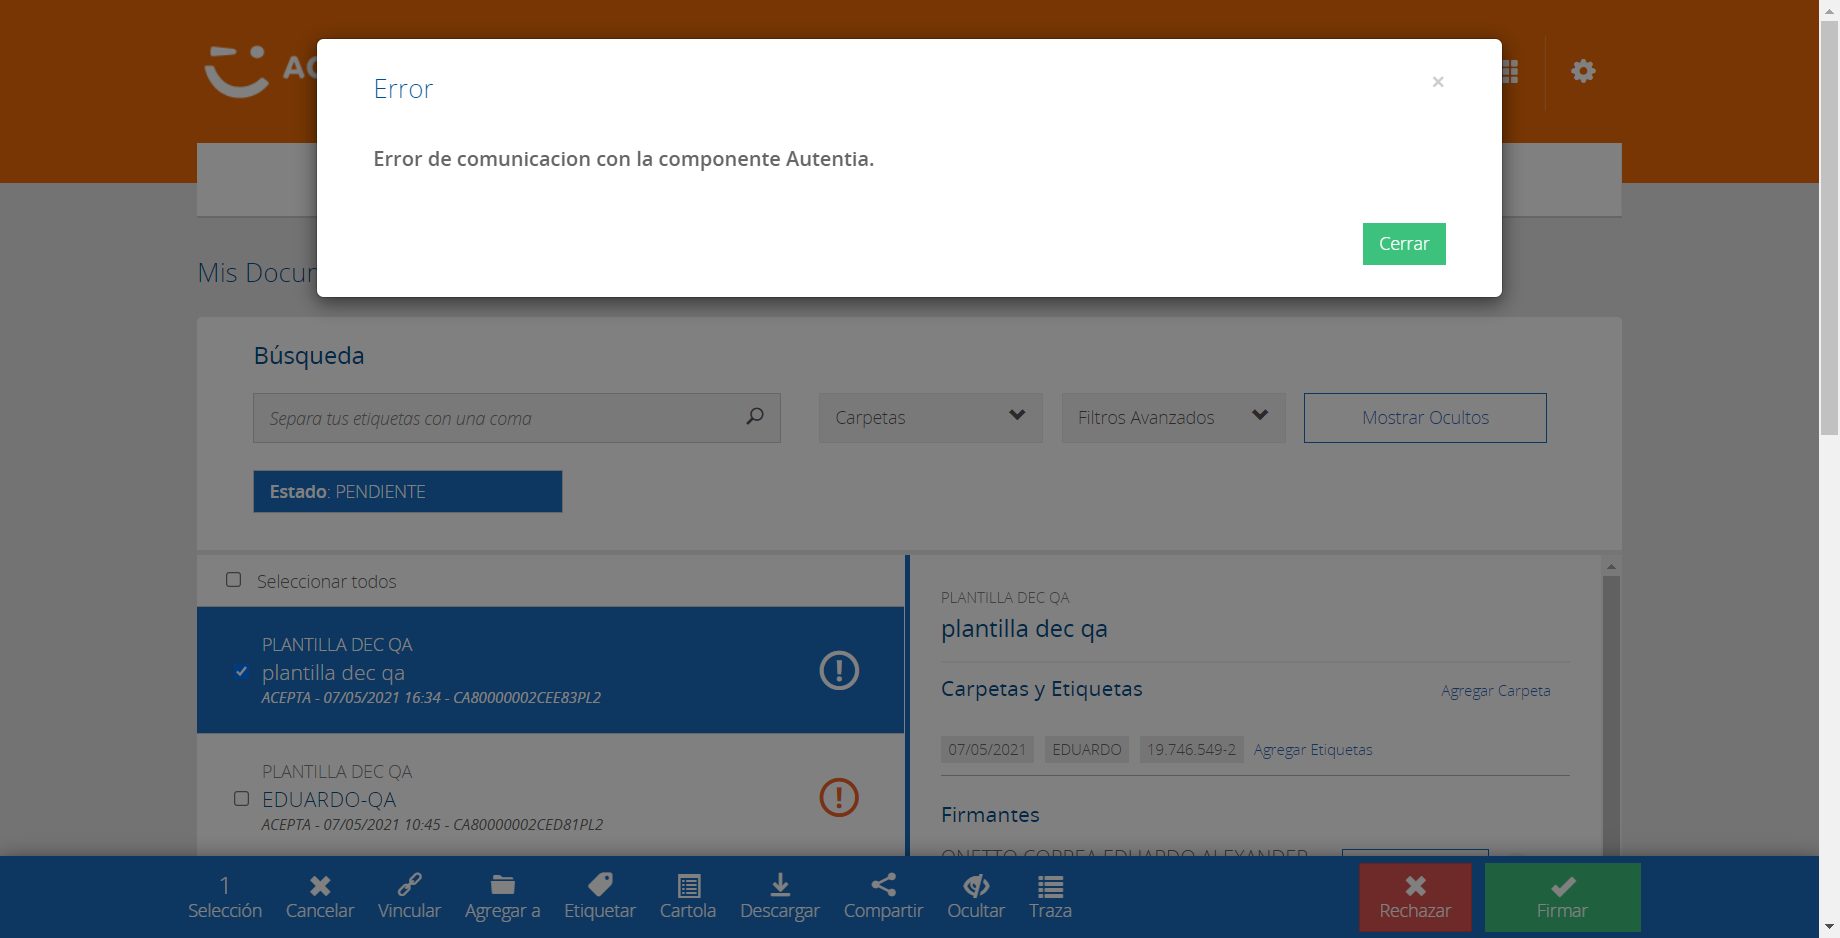 Error
×
Error de comunicacion con la componente Autentia.
Cerrar
Búsqueda
Separa tus etiquetas con una coma
Carpetas
Filtros Avanzados
Mostrar Ocultos
Estado: PENDIENTE
Seleccionar todos
PLANTILLA DEC QA
plantilla dec qa
ACEPTA - 07/05/2021 16:34 - CA80000002CEE83PL2
PLANTILLA DEC QA
EDUARDO-QA
ACEPTA - 07/05/2021 10:45 - CA80000002CED81PL2
PLANTILLA DEC QA
plantilla dec qa
Carpetas y Etiquetas
Agregar Carpeta
07/05/2021 EDUARDO 19.746.549-2 Agregar Etiquetas
Firmantes
ONETTO CORREA EDUARDO ALEXANDER
1
Selección
Cancelar
Vincular
Agregar a
Etiquetar
Cartola
Descargar
Compartir
Ocultar
Traza
Rechazar
Firmar